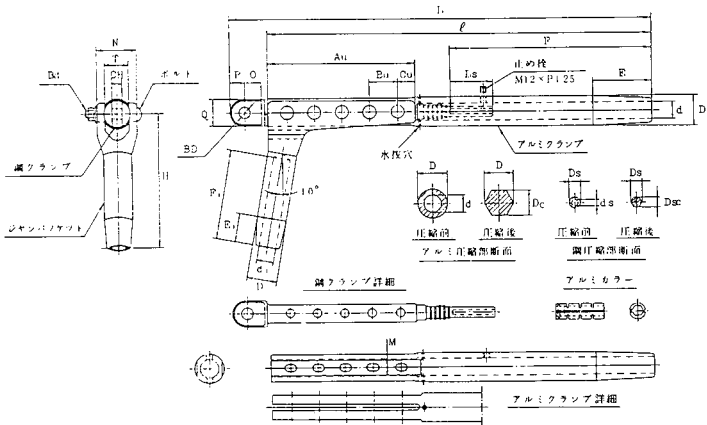 L
ℓ
F
Au
Bu
Cu
Ls
止め栓
M12×P1.25
E
N
T
Bd
ボルト
P
O
Q
BD
d
D
水抜穴
アルミクランプ
鋼クランプ
H
ジャンパソケット
F₁
E₁
10°
d₁
D
D
d
D
Dc
Ds
ds
Ds
Dsc
圧縮前
圧縮後
アルミ圧縮部断面
圧縮前
圧縮後
鋼圧縮部断面
鋼クランプ詳細
アルミカラー
M
アルミクランプ詳細